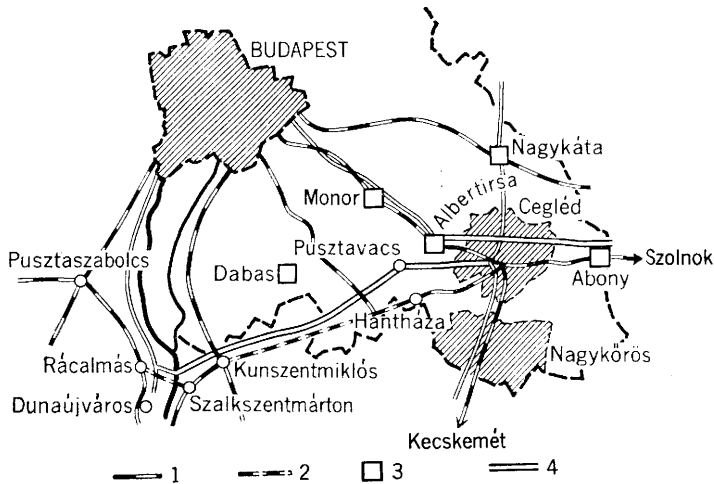 BUDAPEST
Nagykáta
Monor
Albertirsa
Cegléd
Pusztavacs
Pusztaszabolcs
Szolnok
Dabas
Abony
Hantháza
Rácalmás
Kunszentmiklós
Nagykőrös
Dunaújváros
Szalkszentmárton
Kecskemét
1 2 3 4